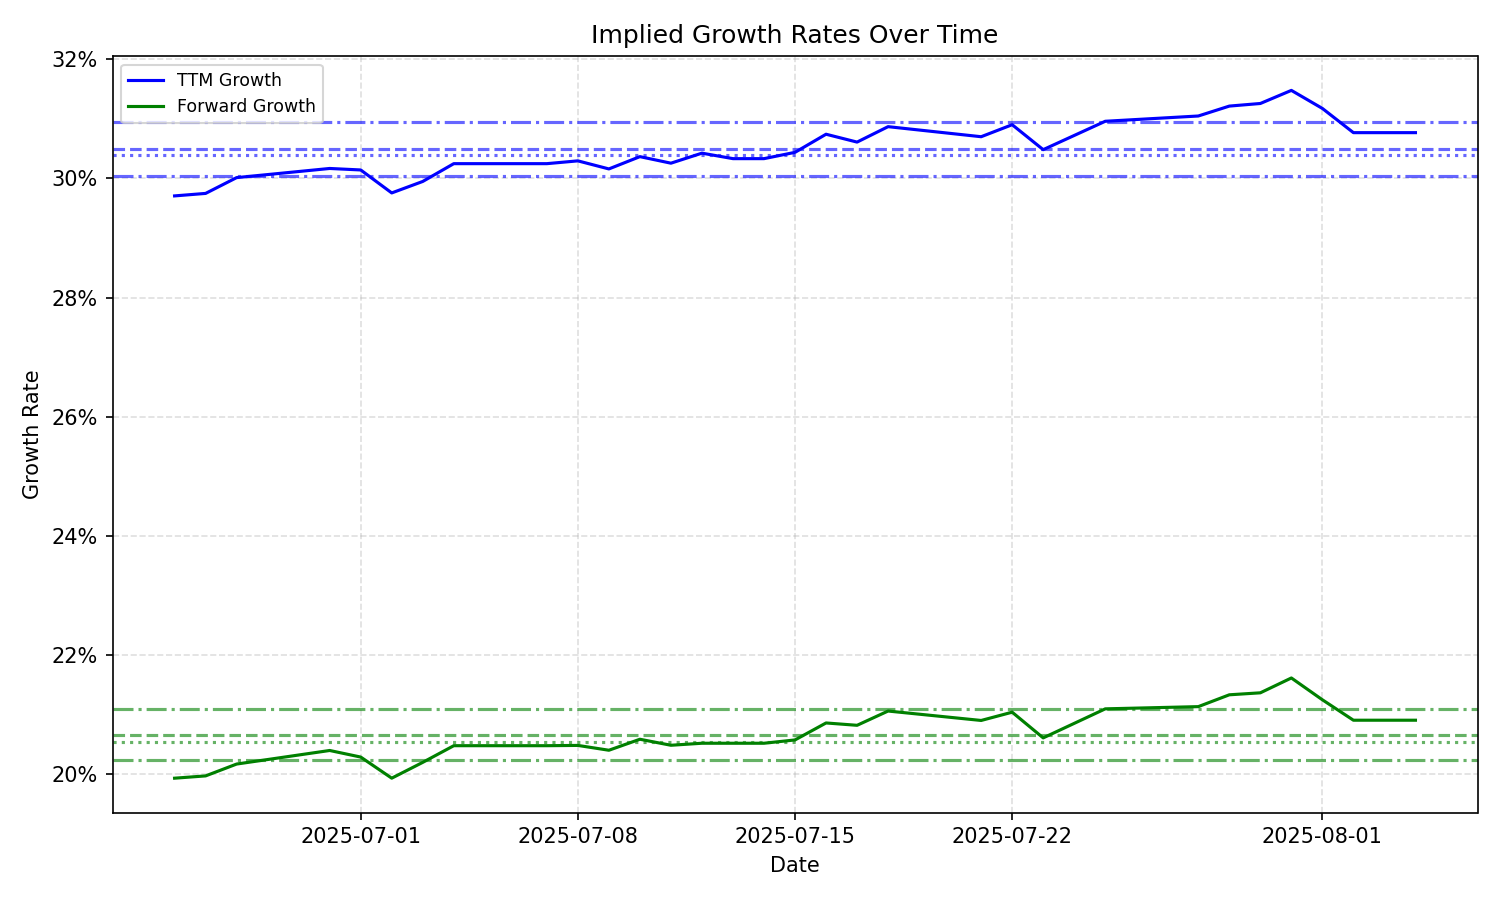 Implied Growth Rates Over Time
TTM Growth
Forward Growth
32%
30%
28%
26%
24%
22%
20%
Growth Rate
2025-07-01
2025-07-08
2025-07-15
2025-07-22
2025-08-01
Date